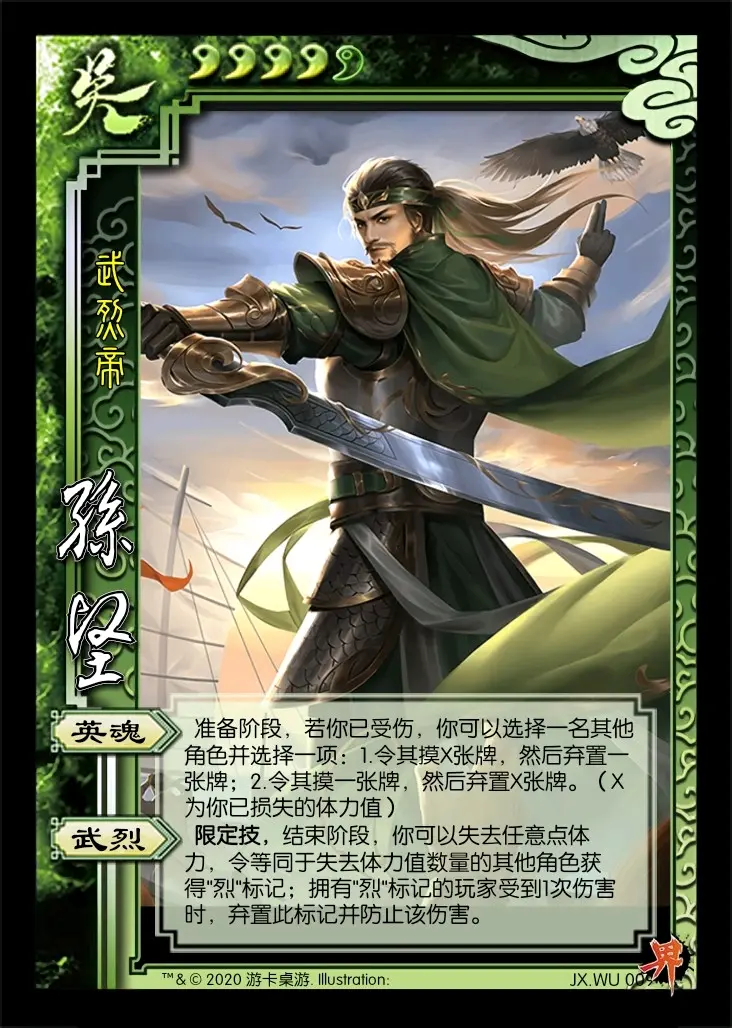 吴
武烈帝
孫堅
英魂
准备阶段，若你已受伤，你可以选择一名其他
角色并选择一项：1.令其摸X张牌，然后弃置一
张牌；2.令其摸一张牌，然后弃置X张牌。（X
为你已损失的体力值）
武烈
限定技，结束阶段，你可以失去任意点体
力，令等同于失去体力值数量的其他角色获
得"烈"标记；拥有"烈"标记的玩家受到1次伤害
时，弃置此标记并防止该伤害。
™ & © 2020 游卡桌游. Illustration:
JX.WU 009
界